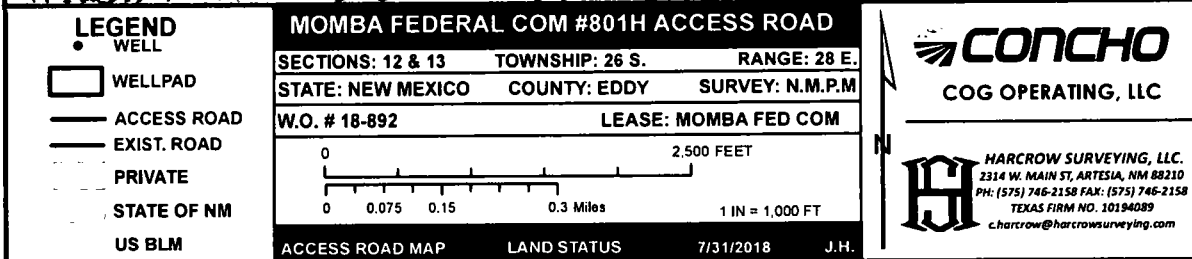 LEGEND
WELL
WELLPAD
ACCESS ROAD
EXIST. ROAD
PRIVATE
STATE OF NM
US BLM
MOMBA FEDERAL COM #801H ACCESS ROAD
SECTIONS: 12 & 13 TOWNSHIP: 26 S. RANGE: 28 E.
STATE: NEW MEXICO COUNTY: EDDY SURVEY: N.M.P.M
W.O. # 18-892 LEASE: MOMBA FED COM
0 2,500 FEET
0 0.075 0.15 0.3 Miles 1 IN = 1,000 FT
ACCESS ROAD MAP LAND STATUS 7/31/2018 J.H.
N
CONCHO
COG OPERATING, LLC
HARCROW SURVEYING, LLC.
2314 W. MAIN ST, ARTESIA, NM 88210
PH: (575) 746-2158 FAX: (575) 746-2158
TEXAS FIRM NO. 10194089
c.harcrow@harcrowsurveying.com